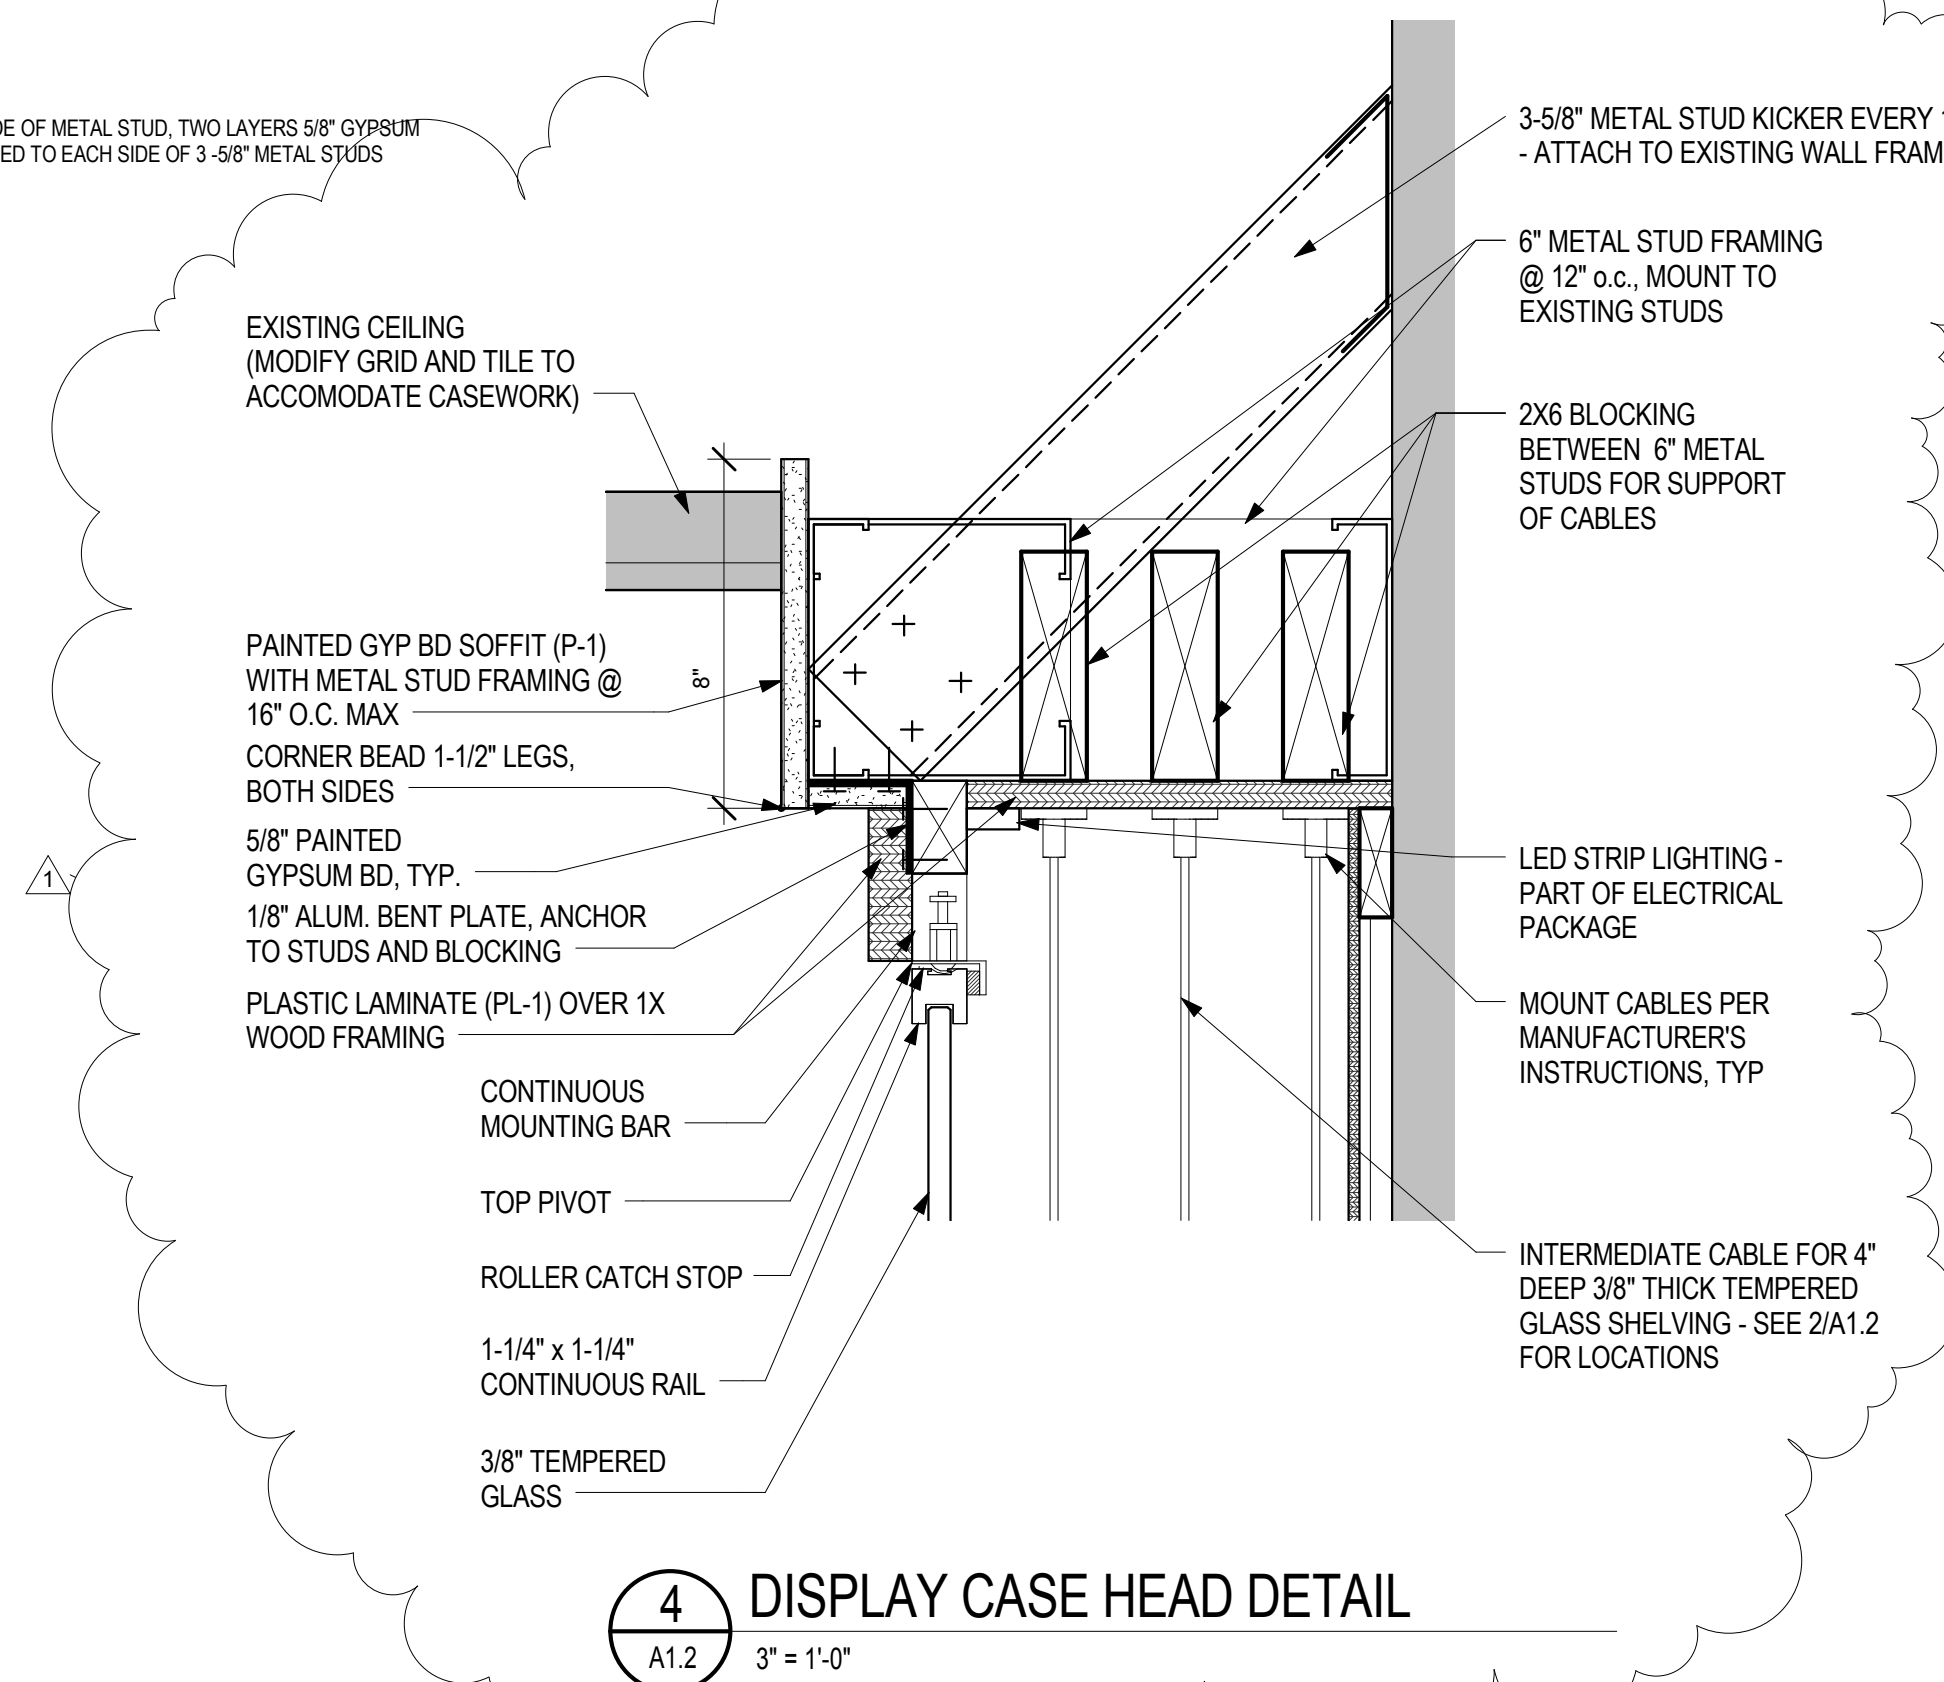 DE OF METAL STUD, TWO LAYERS 5/8" GYPSUM
ED TO EACH SIDE OF 3 -5/8" METAL STUDS
3-5/8" METAL STUD KICKER EVERY
- ATTACH TO EXISTING WALL FRAM
6" METAL STUD FRAMING
@ 12" o.c., MOUNT TO
EXISTING STUDS
EXISTING CEILING
(MODIFY GRID AND TILE TO
ACCOMODATE CASEWORK)
2X6 BLOCKING
BETWEEN 6" METAL
STUDS FOR SUPPORT
OF CABLES
PAINTED GYP BD SOFFIT (P-1)
WITH METAL STUD FRAMING @
16" O.C. MAX
8"
CORNER BEAD 1-1/2" LEGS,
BOTH SIDES
5/8" PAINTED
GYPSUM BD, TYP.
1
1/8" ALUM. BENT PLATE, ANCHOR
TO STUDS AND BLOCKING
PLASTIC LAMINATE (PL-1) OVER 1X
WOOD FRAMING
LED STRIP LIGHTING -
PART OF ELECTRICAL
PACKAGE
MOUNT CABLES PER
MANUFACTURER'S
INSTRUCTIONS, TYP
CONTINUOUS
MOUNTING BAR
TOP PIVOT
ROLLER CATCH STOP
1-1/4" x 1-1/4"
CONTINUOUS RAIL
3/8" TEMPERED
GLASS
INTERMEDIATE CABLE FOR 4"
DEEP 3/8" THICK TEMPERED
GLASS SHELVING - SEE 2/A1.2
FOR LOCATIONS
4
A1.2
DISPLAY CASE HEAD DETAIL
3" = 1'-0"